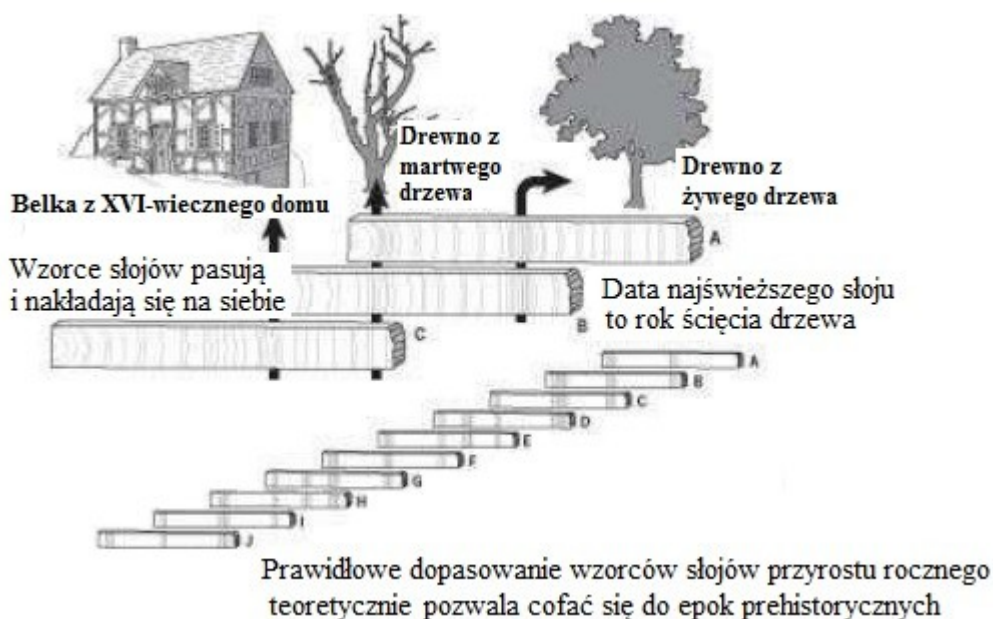 Drewno z
martwego
drzewa
Drewno z
żywego drzewa
Belka z XVI-wiecznego domu
A
Wzorce słojów pasują
i nakładają się na siebie
B
Data najświeższego słoju
to rok ścięcia drzewa
C
A
B
C
D
E
F
G
H
I
J
Prawidłowe dopasowanie wzorców słojów przyrostu rocznego
teoretycznie pozwala cofać się do epok prehistorycznych